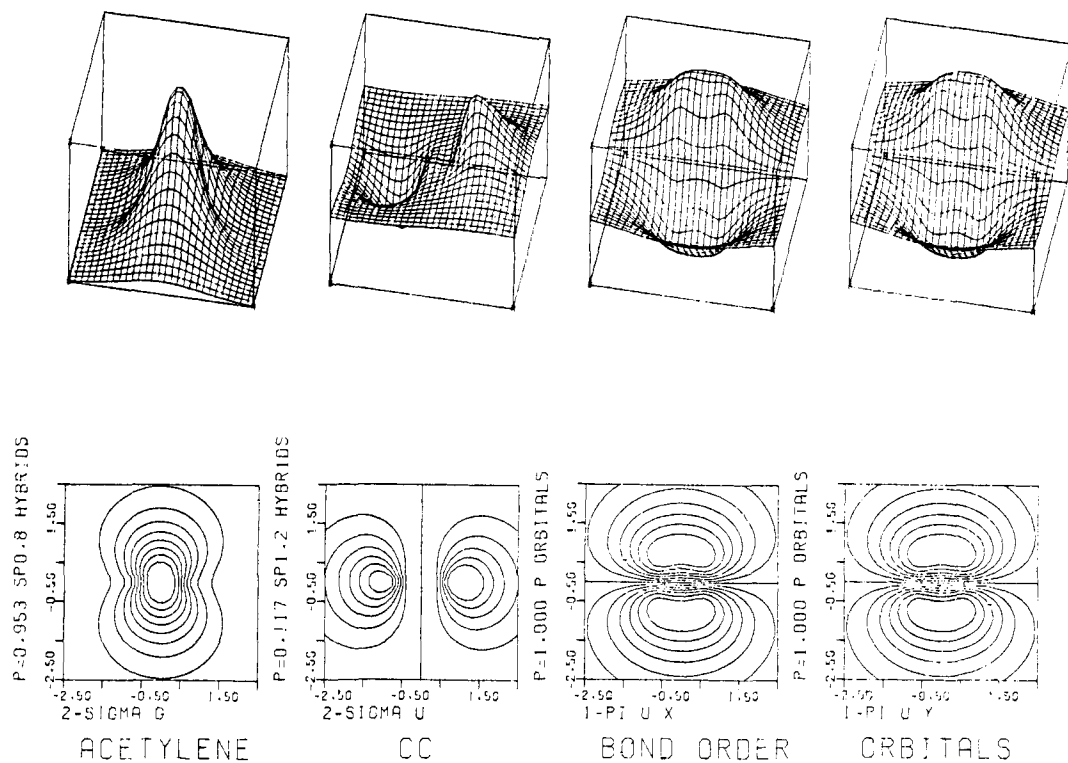 P=0.953 SP0.8 HYBRIDS
1.50
-0.50
-2.50
-2.50 -0.50 1.50
2-SIGMA G
P=0.117 SP1.2 HYBRIDS
1.50
-0.50
-2.50
-2.50 -0.50 1.50
2-SIGMA U
P=1.000 P ORBITALS
1.50
-0.50
-2.50
-2.50 -0.50 1.50
1-PI U X
P=1.000 P ORBITALS
1.50
-0.50
-2.50
-2.50 -0.50 1.50
1-PI U Y
ACETYLENE CC BOND ORDER ORBITALS